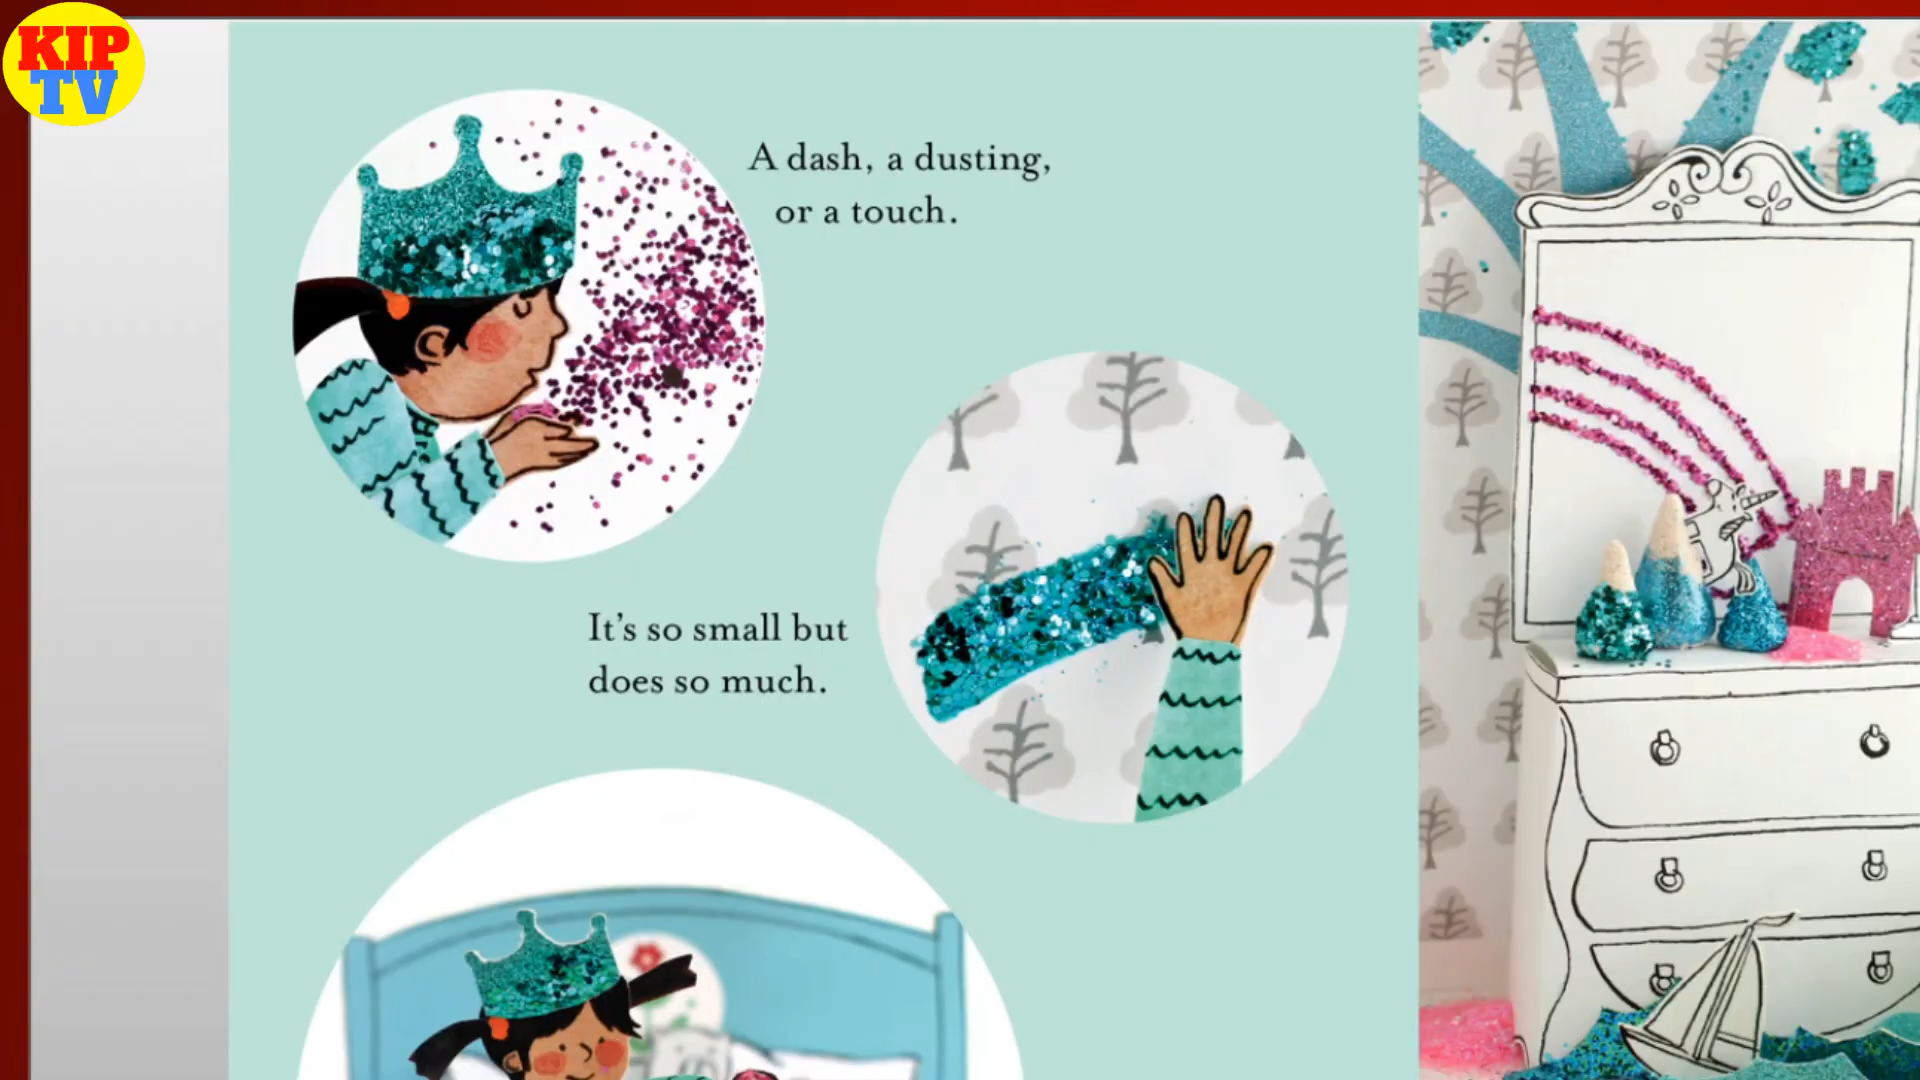 KIP
TV
A dash, a dusting,
or a touch.
It's so small but
does so much.